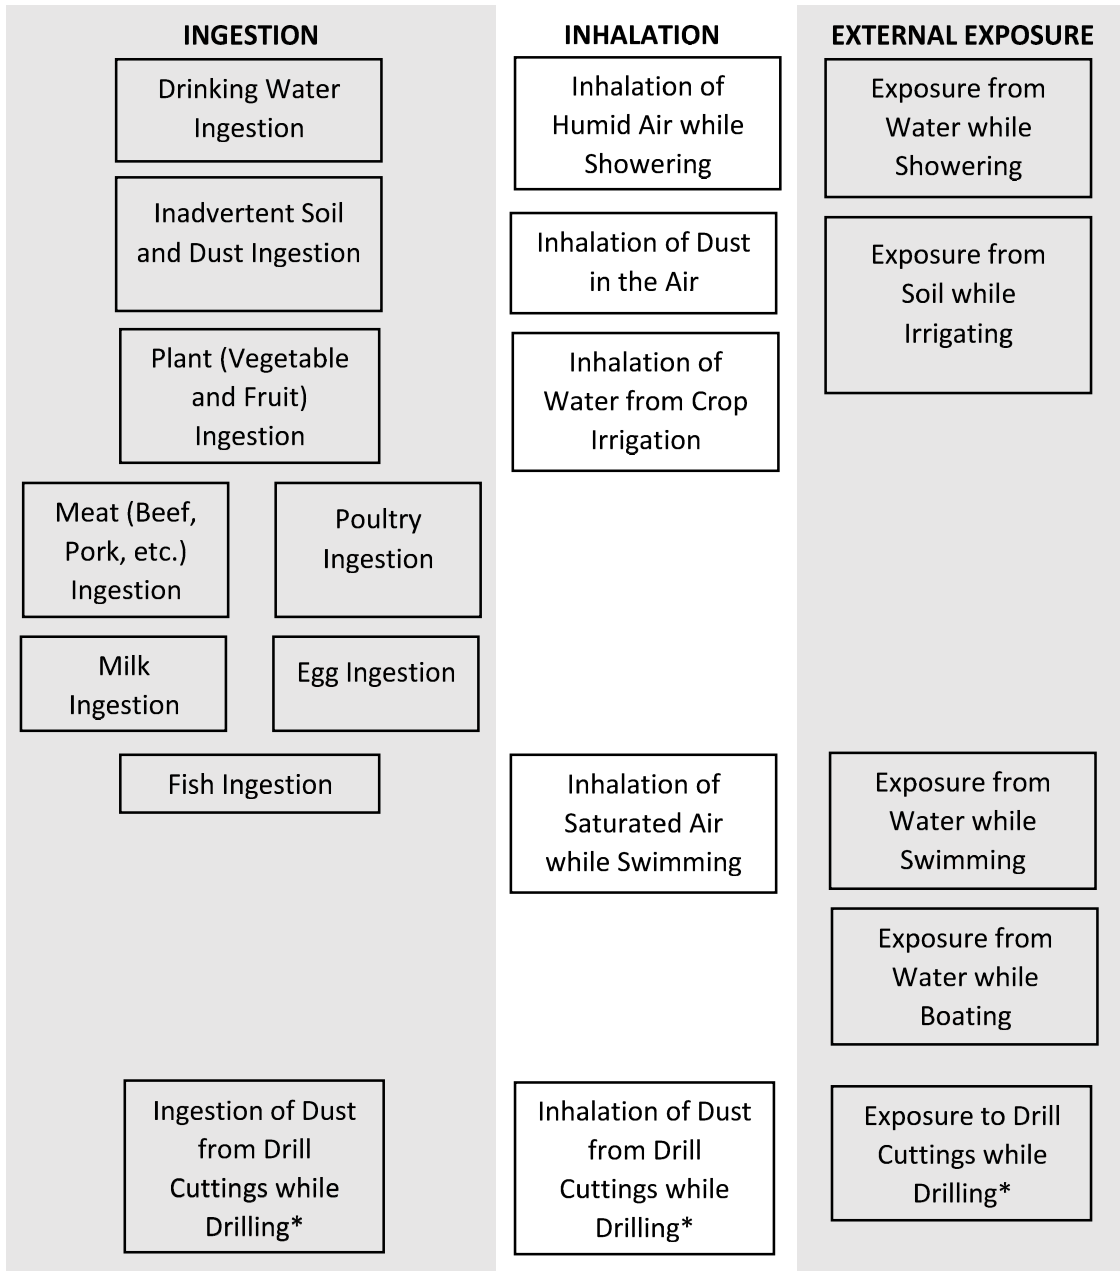 INGESTION
Drinking Water
Ingestion
Inadvertent Soil
and Dust Ingestion
Plant (Vegetable
and Fruit)
Ingestion
Meat (Beef,
Pork, etc.)
Ingestion
Poultry
Ingestion
Milk
Ingestion
Egg Ingestion
Fish Ingestion
Ingestion of Dust
from Drill
Cuttings while
Drilling*
INHALATION
Inhalation of
Humid Air while
Showering
Inhalation of Dust
in the Air
Inhalation of
Water from Crop
Irrigation
Inhalation of
Saturated Air
while Swimming
Inhalation of Dust
from Drill
Cuttings while
Drilling*
EXTERNAL EXPOSURE
Exposure from
Water while
Showering
Exposure from
Soil while
Irrigating
Exposure from
Water while
Swimming
Exposure from
Water while
Boating
Exposure to Drill
Cuttings while
Drilling*